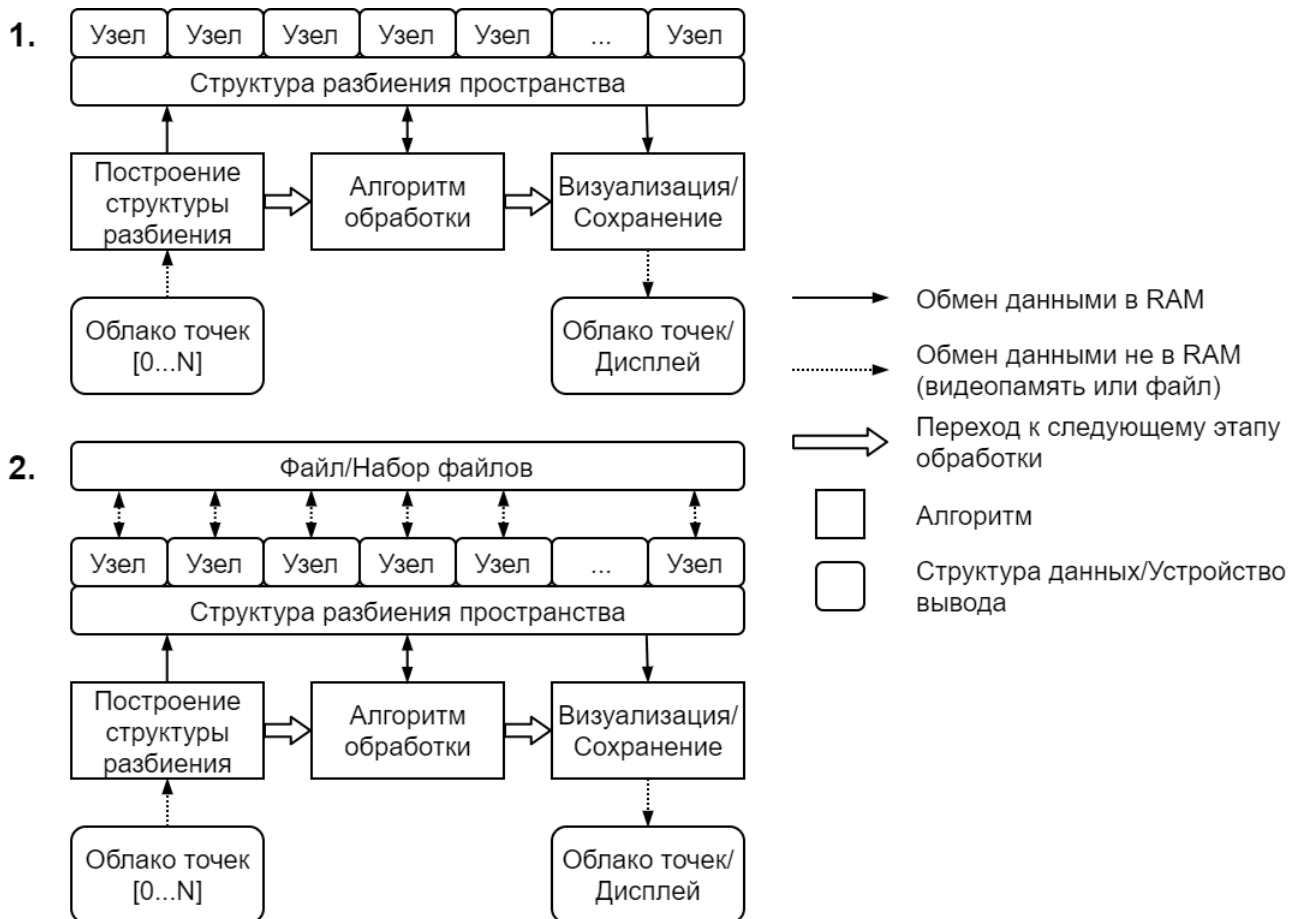 1.
Узел Узел Узел Узел Узел ... Узел
Структура разбиения пространства
Построение
структуры
разбиения
Алгоритм
обработки
Визуализация/
Сохранение
Облако точек
[0...N]
Облако точек/
Дисплей
Обмен данными в RAM
Обмен данными не в RAM
(видеопамять или файл)
Переход к следующему этапу
обработки
Алгоритм
Структура данных/Устройство
вывода
2.
Файл/Набор файлов
Узел Узел Узел Узел Узел ... Узел
Структура разбиения пространства
Построение
структуры
разбиения
Алгоритм
обработки
Визуализация/
Сохранение
Облако точек
[0...N]
Облако точек/
Дисплей